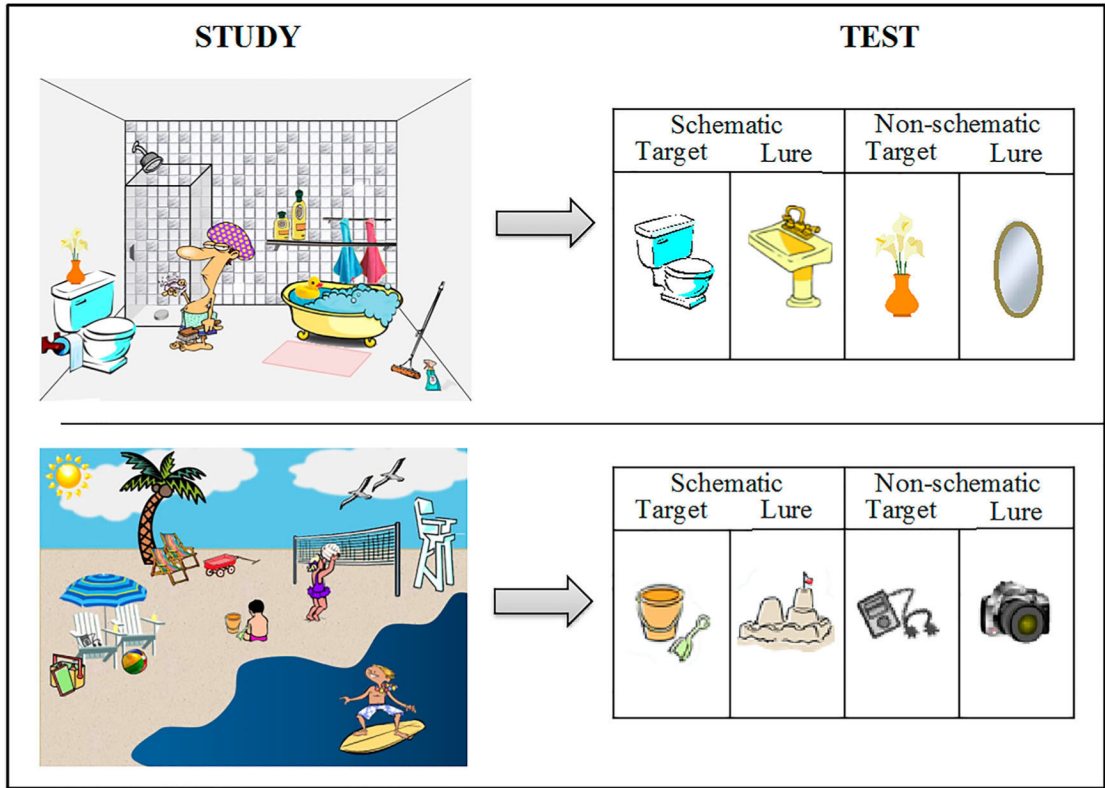 STUDY
TEST
Schematic
Non-schematic
Target Lure Target Lure
Schematic
Non-schematic
Target Lure Target Lure